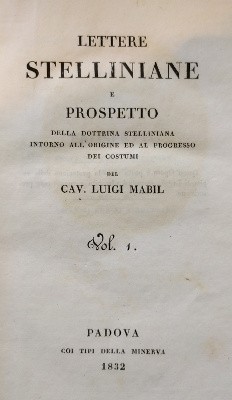 LETTERE
STELLINIANE
E
PROSPETTO
DELLA DOTTRINA STELLINIANA
INTORNO ALL'ORIGINE ED AL PROGRESSO
DEI COSTUMI
DEL
CAV. LUIGI MABIL
Vol. 1.
PADOVA
COI TIPI DELLA MINERVA
1832